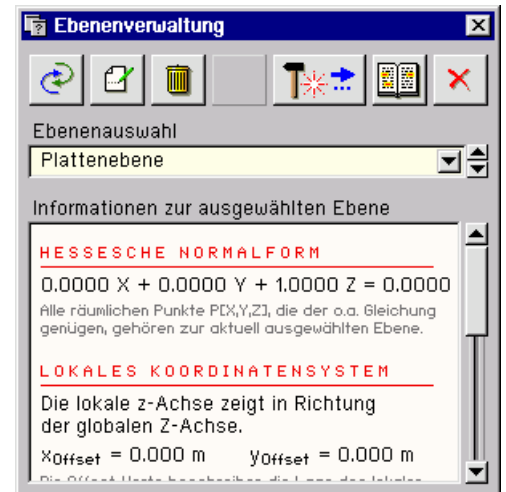 Ebenenverwaltung
Ebenenauswahl
Plattenebene
Informationen zur ausgewählten Ebene
HESSESCHE NORMALFORM
0.0000 X + 0.0000 Y + 1.0000 Z = 0.0000
Alle räumlichen Punkte P[X,Y,Z], die der o.a. Gleichung
genügen, gehören zur aktuell ausgewählten Ebene.
LOKALES KOORDINATENSYSTEM
Die lokale z-Achse zeigt in Richtung
der globalen Z-Achse.
xOffset = 0.000 m yOffset = 0.000 m